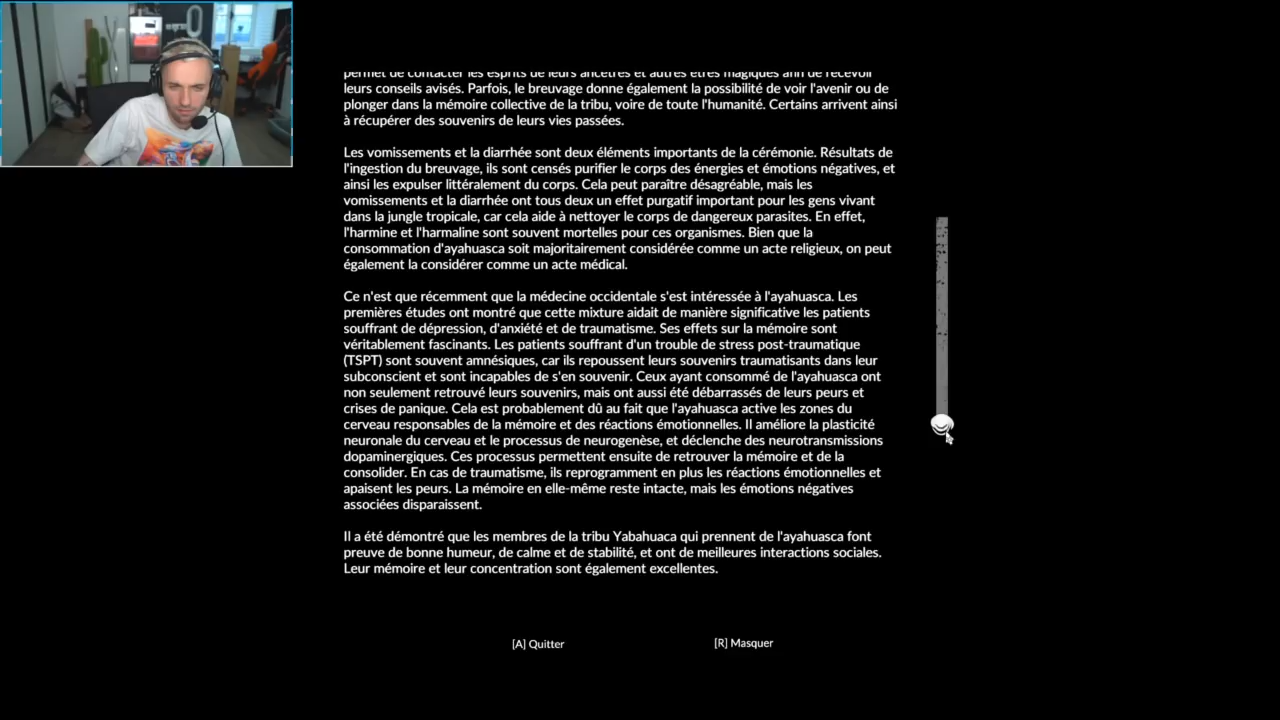 permet de contacter les esprits de leurs ancêtres et autres êtres magiques afin de recevoir
leurs conseils avisés. Parfois, le breuvage donne également la possibilité de voir l'avenir ou de
plonger dans la mémoire collective de la tribu, voire de toute l'humanité. Certains arrivent ainsi
à récupérer des souvenirs de leurs vies passées.
Les vomissements et la diarrhée sont deux éléments importants de la cérémonie. Résultats de
l'ingestion du breuvage, ils sont censés purifier le corps des énergies et émotions négatives, et
ainsi les expulser littéralement du corps. Cela peut paraître désagréable, mais les
vomissements et la diarrhée ont tous deux un effet purgatif important pour les gens vivant
dans la jungle tropicale, car cela aide à nettoyer le corps de dangereux parasites. En effet,
l'harmine et l'harmaline sont souvent mortelles pour ces organismes. Bien que la
consommation d'ayahuasca soit majoritairement considérée comme un acte religieux, on peut
également la considérer comme un acte médical.
Ce n'est que récemment que la médecine occidentale s'est intéressée à l'ayahuasca. Les
premières études ont montré que cette mixture aidait de manière significative les patients
souffrant de dépression, d'anxiété et de traumatisme. Ses effets sur la mémoire sont
véritablement fascinants. Les patients souffrant d'un trouble de stress post-traumatique
(TSPT) sont souvent amnésiques, car ils repoussent leurs souvenirs traumatisants dans leur
subconscient et sont incapables de s'en souvenir. Ceux ayant consommé de l'ayahuasca ont
non seulement retrouvé leurs souvenirs, mais ont aussi été débarrassés de leurs peurs et
crises de panique. Cela est probablement dû au fait que l'ayahuasca active les zones du
cerveau responsables de la mémoire et des réactions émotionnelles. Il améliore la plasticité
neuronale du cerveau et le processus de neurogenèse, et déclenche des neurotransmissions
dopaminergiques. Ces processus permettent ensuite de retrouver la mémoire et de la
consolider. En cas de traumatisme, ils reprogramment en plus les réactions émotionnelles et
apaisent les peurs. La mémoire en elle-même reste intacte, mais les émotions négatives
associées disparaissent.
Il a été démontré que les membres de la tribu Yabahuaca qui prennent de l'ayahuasca font
preuve de bonne humeur, de calme et de stabilité, et ont de meilleures interactions sociales.
Leur mémoire et leur concentration sont également excellentes.
[A] Quitter
[R] Masquer